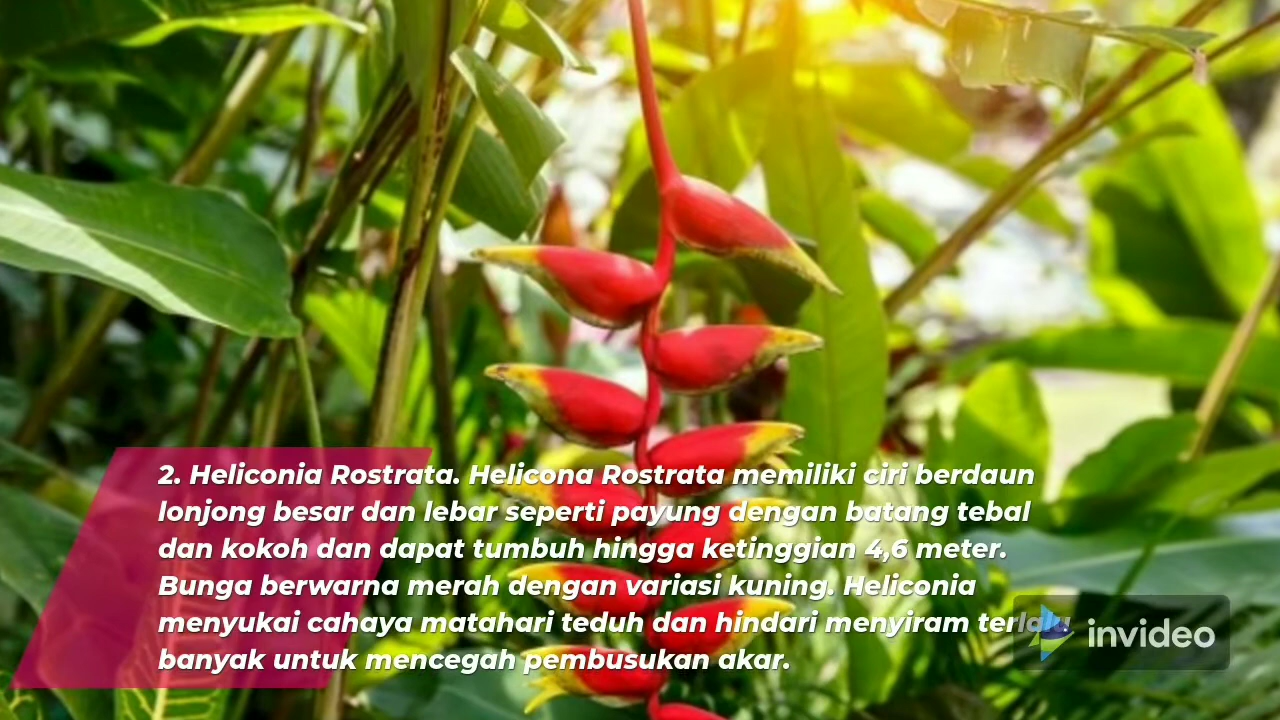 2. Heliconia Rostrata. Helicona Rostrata memiliki ciri berdaun
lonjong besar dan lebar seperti payung dengan batang tebal
dan kokoh dan dapat tumbuh hingga ketinggian 4,6 meter.
Bunga berwarna merah dengan variasi kuning. Heliconia
menyukai cahaya matahari teduh dan hindari menyiram terlalu
banyak untuk mencegah pembusukan akar.
invideo